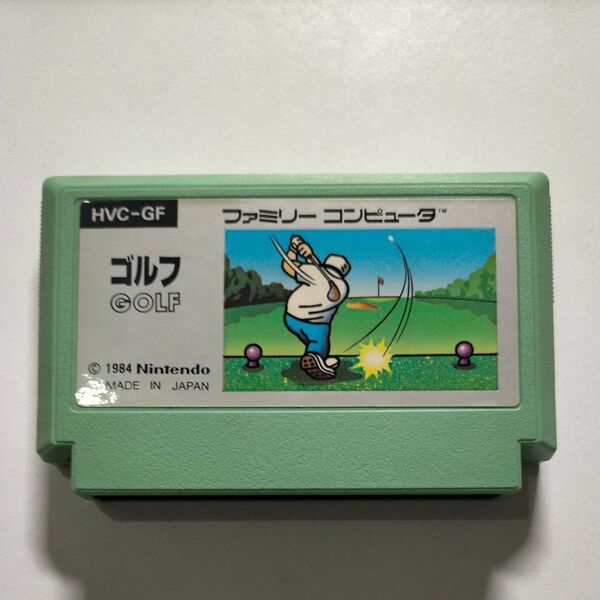 HVC-GF
ファミリー コンピュータ™
ゴルフ
GOLF
© 1984 Nintendo
MADE IN JAPAN